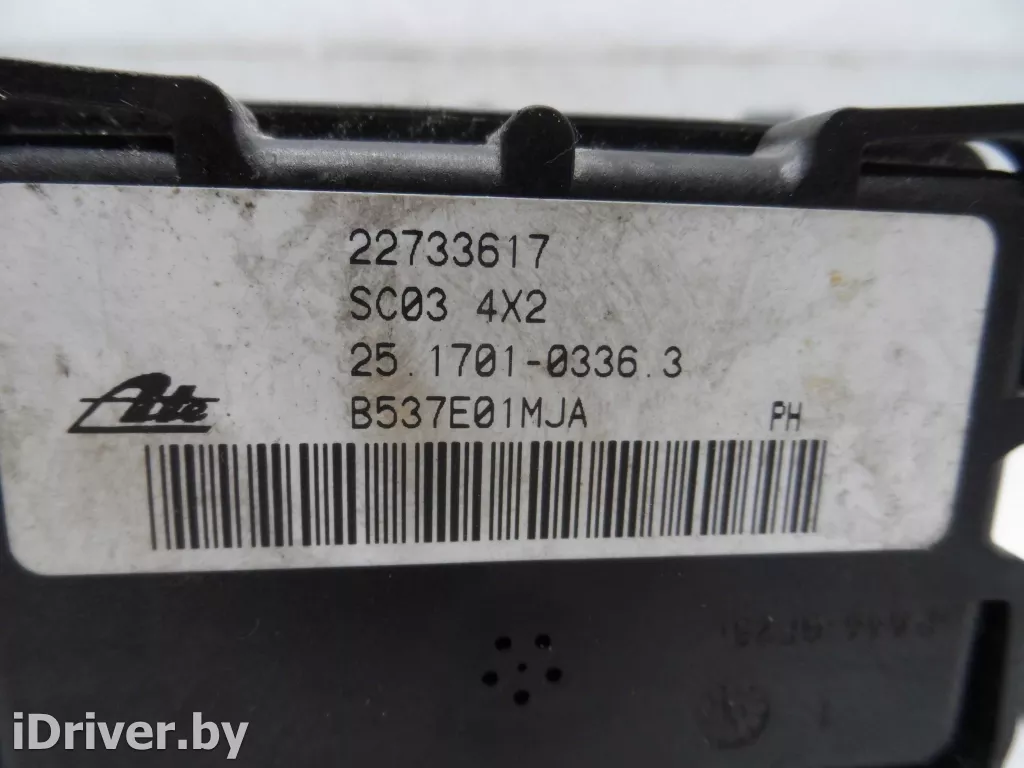 22733617
SC03 4X2
25.1701-0336.3
Ate
B537E01MJA PH
iDriver.by